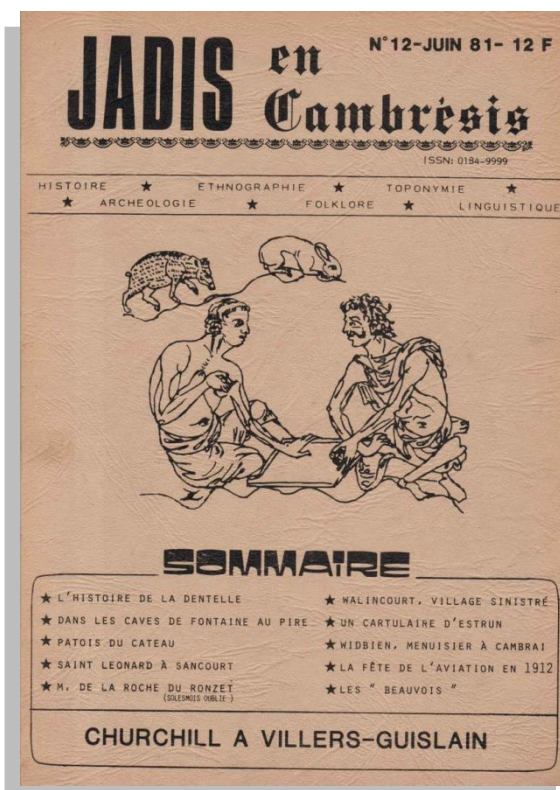 JADIS en Cambrésis
N°12-JUIN 81- 12 F
ISSN: 0184-9999
HISTOIRE ★ ETHNOGRAPHIE ★ TOPONYMIE ★
★ ARCHEOLOGIE ★ FOLKLORE ★ LINGUISTIQUE
SOMMAiRE
★ L'HISTOIRE DE LA DENTELLE
★ DANS LES CAVES DE FONTAINE AU PIRE
★ PATOIS DU CATEAU
★ SAINT LEONARD À SANCOURT
★ M. DE LA ROCHE DU RONZET
(SOLESMOIS OUBLIE)
★ WALINCOURT, VILLAGE SINISTRÉ
★ UN CARTULAIRE D'ESTRUN
★ WIDBIEN, MENUISIER À CAMBRAI
★ LA FÊTE DE L'AVIATION EN 1912
★ LES " BEAUVOIS "
CHURCHILL A VILLERS-GUISLAIN